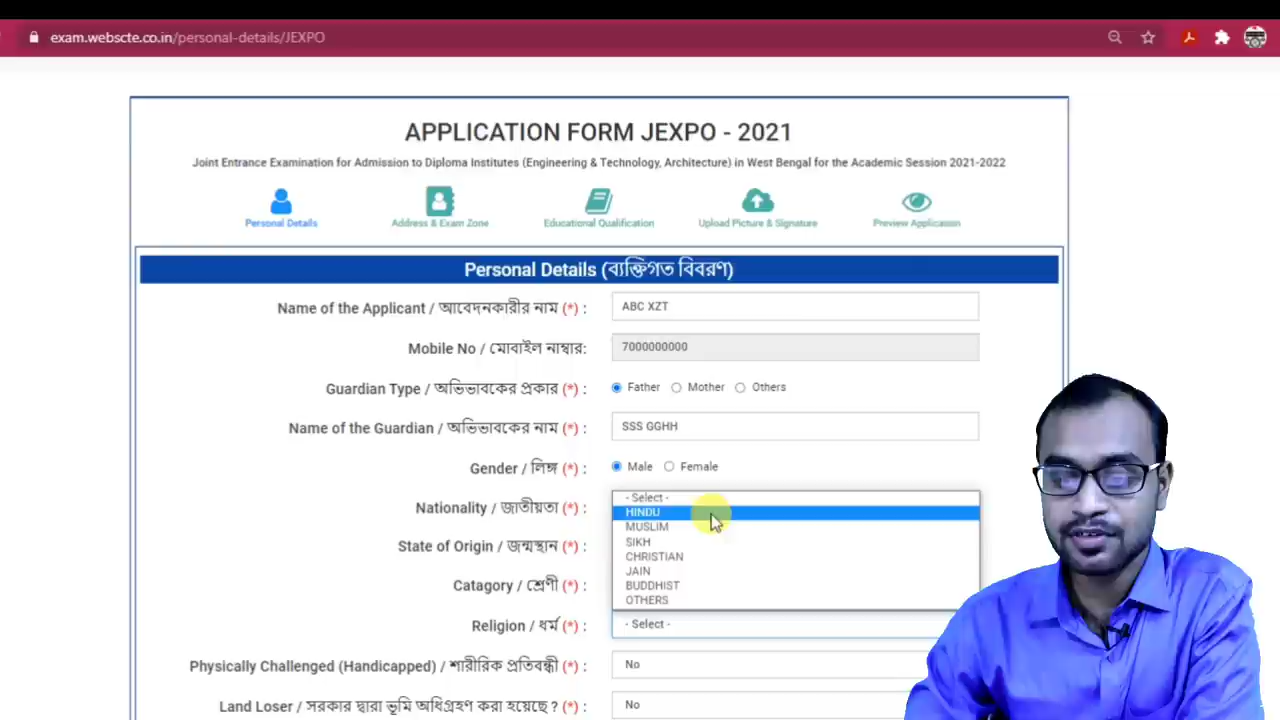 exam.webscte.co.in/personal-details/JEXPO
APPLICATION FORM JEXPO - 2021
Joint Entrance Examination for Admission to Diploma Institutes (Engineering & Technology, Architecture) in West Bengal for the Academic Session 2021-2022
Personal Details Address & Exam Zone Educational Qualification Upload Picture & Signature Preview Application
Personal Details (ব্যক্তিগত বিবরণ)
Name of the Applicant / আবেদনকারীর নাম (*) : ABC XZT
Mobile No / মোবাইল নাম্বার: 7000000000
Guardian Type / অভিভাবকের প্রকার (*) : Father Mother Others
Name of the Guardian / অভিভাবকের নাম (*) : SSS GGHH
Gender / লিঙ্গ (*) : Male Female
- Select -
Nationality / জাতীয়তা (*) : HINDU
MUSLIM
SIKH
State of Origin / জন্মস্থান (*) : CHRISTIAN
JAIN
Catagory / শ্রেণী (*) : BUDDHIST
OTHERS
Religion / ধর্ম (*) : - Select -
Physically Challenged (Handicapped) / শারীরিক প্রতিবন্ধী (*) : No
Land Loser / সরকার দ্বারা ভূমি অধিগ্রহণ করা হয়েছে ? (*) : No